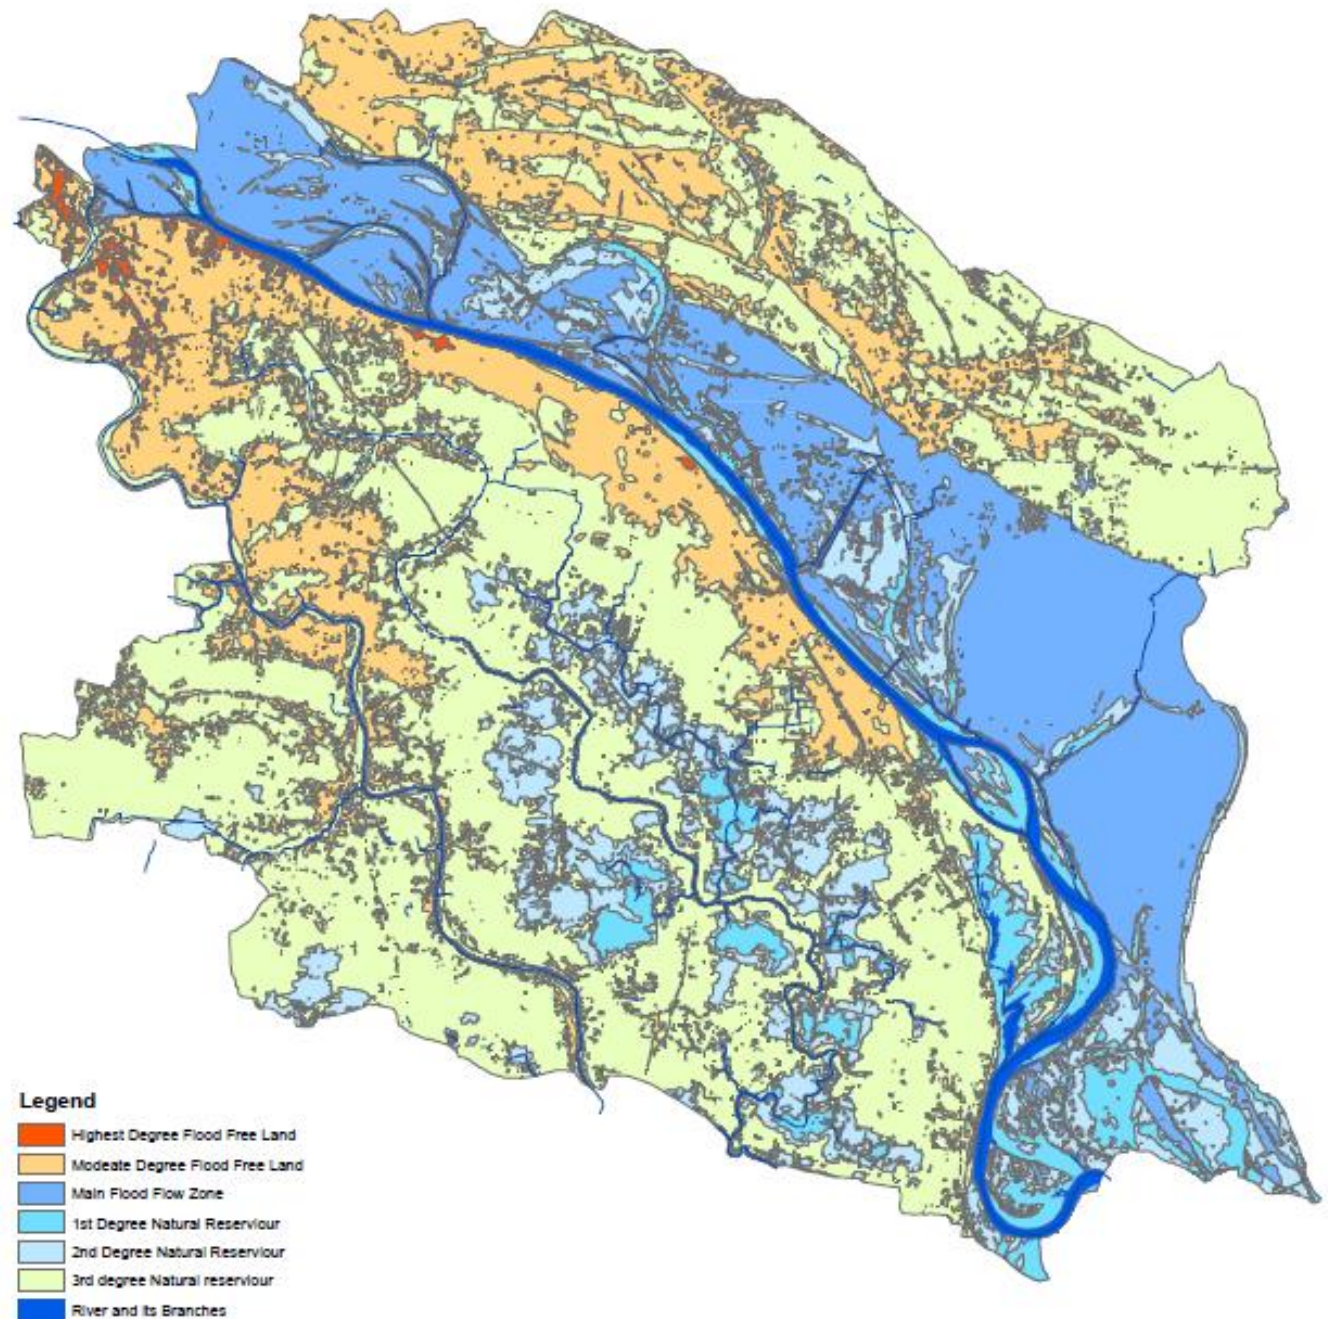 Legend
Highest Degree Flood Free Land
Modeate Degree Flood Free Land
Main Flood Flow Zone
1st Degree Natural Reserviour
2nd Degree Natural Reserviour
3rd degree Natural reserviour
River and Its Branches